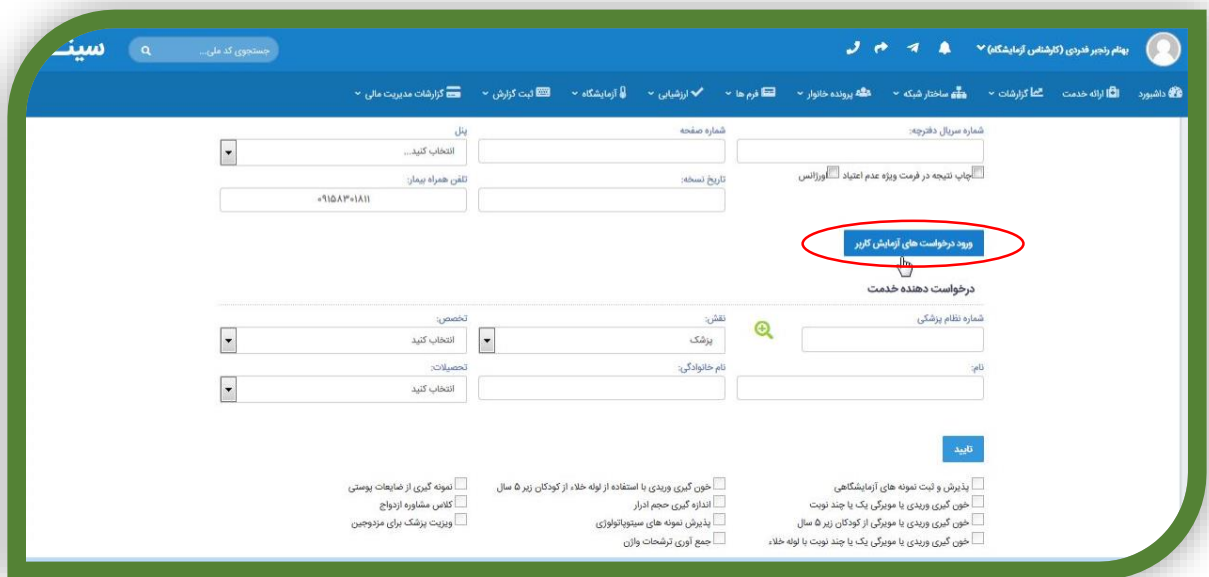 بهنام رنجبر قدردی (کارشناس آزمایشگاه)
جستجوی کد ملی...
داشبورد ارائه خدمت گزارشات ساختار شبکه پرونده خانوار فرم ها ارزشیابی آزمایشگاه ثبت گزارش گزارشات مدیریت مالی
شماره سریال دفترچه: شماره صفحه پنل
انتخاب کنید...
چاپ نتیجه در فرمت ویژه عدم اعتیاد اورژانس تاریخ نسخه: تلفن همراه بیمار:
۰۹۱۵۸۳۰۱۸۱۱
ورود درخواست های آزمایش کاربر
درخواست دهنده خدمت
شماره نظام پزشکی نقش: تخصص:
پزشک انتخاب کنید
نام: نام خانوادگی: تحصیلات:
انتخاب کنید
تایید
پذیرش و ثبت نمونه های آزمایشگاهی خون گیری وریدی با استفاده از لوله خلاء از کودکان زیر ۵ سال نمونه گیری از ضایعات پوستی
خون گیری وریدی یا مویرگی یک یا چند نوبت اندازه گیری حجم ادرار کلاس مشاوره ازدواج
خون گیری وریدی یا مویرگی از کودکان زیر ۵ سال پذیرش نمونه های سیتوپاتولوژی ویزیت پزشک برای مزدوجین
خون گیری وریدی یا مویرگی یک یا چند نوبت با لوله خلاء جمع آوری ترشحات واژن